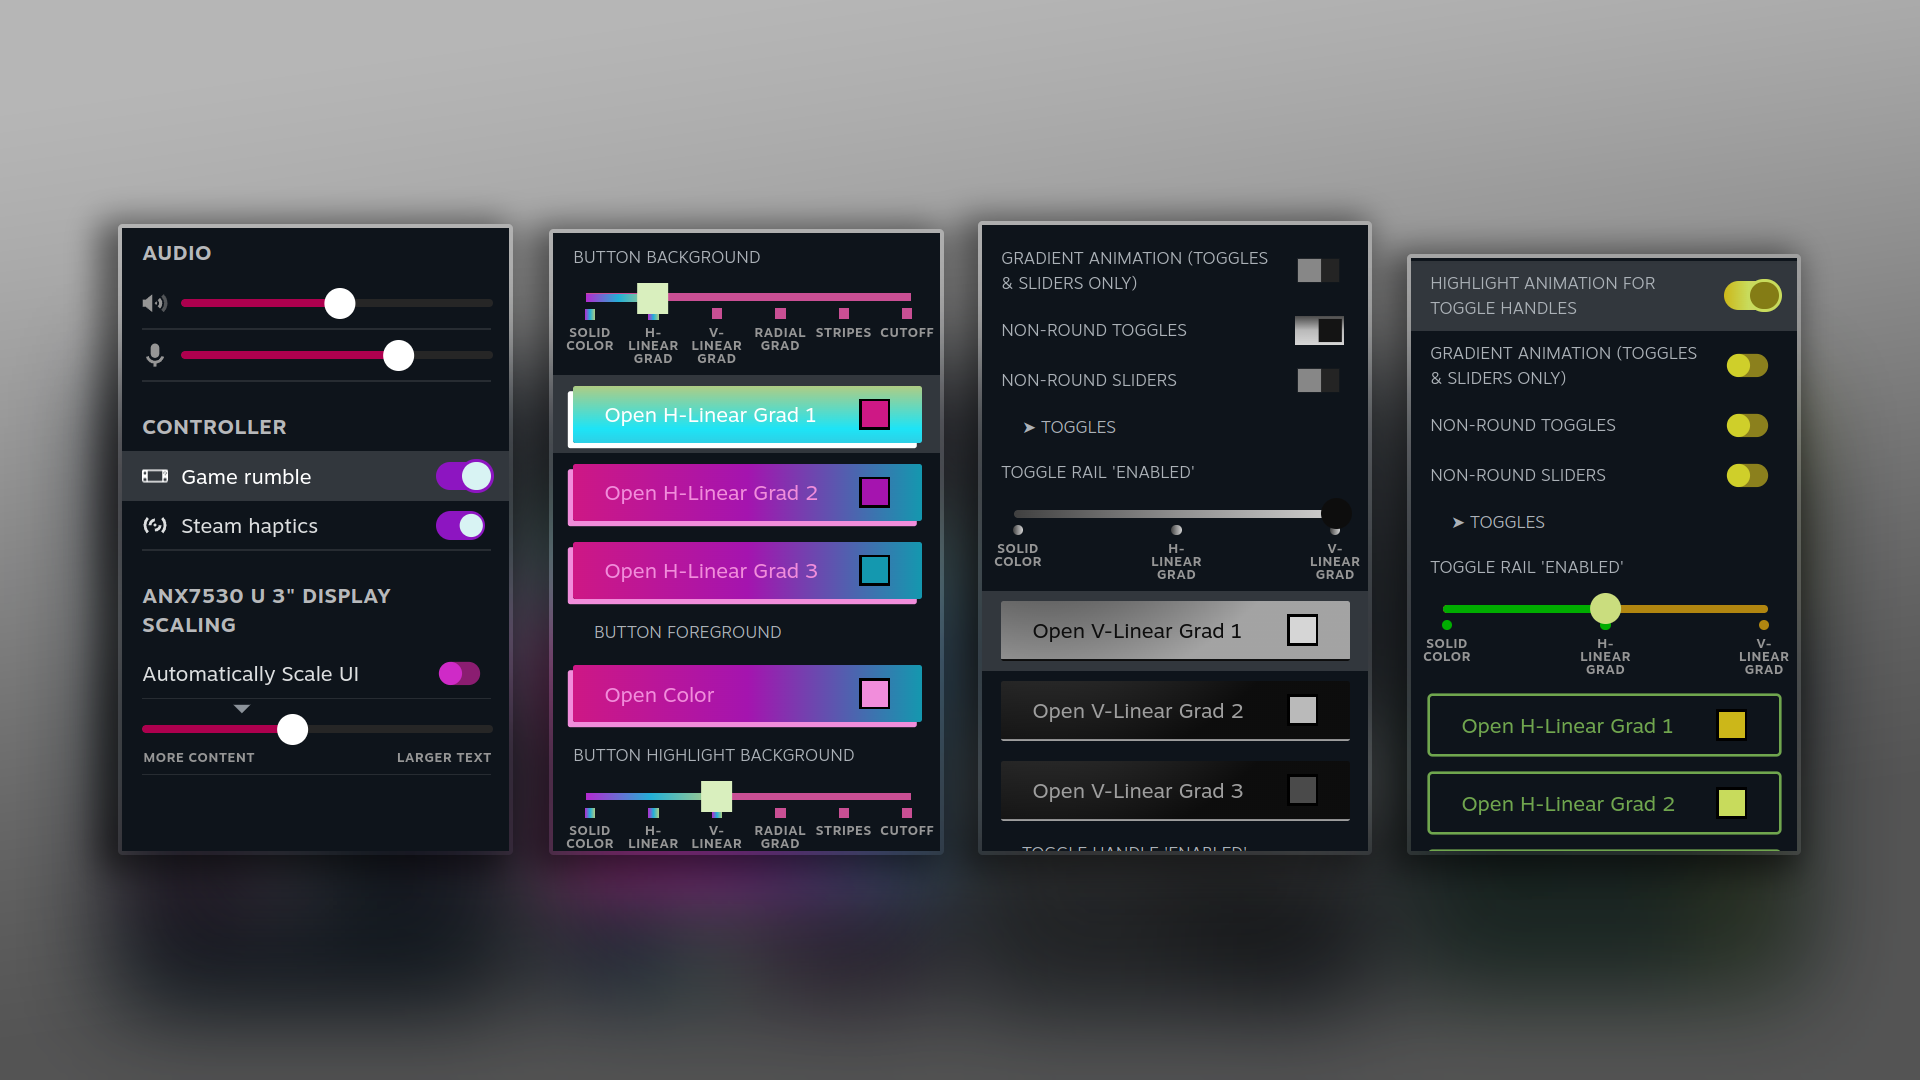 AUDIO
CONTROLLER
Game rumble
Steam haptics
ANX7530 U 3" DISPLAY
SCALING
Automatically Scale UI
MORE CONTENT LARGER TEXT
BUTTON BACKGROUND
SOLID COLOR H-LINEAR GRAD V-LINEAR GRAD RADIAL GRAD STRIPES CUTOFF
Open H-Linear Grad 1
Open H-Linear Grad 2
Open H-Linear Grad 3
BUTTON FOREGROUND
Open Color
BUTTON HIGHLIGHT BACKGROUND
SOLID COLOR H-LINEAR V-LINEAR RADIAL GRAD STRIPES CUTOFF
GRADIENT ANIMATION (TOGGLES
& SLIDERS ONLY)
NON-ROUND TOGGLES
NON-ROUND SLIDERS
➤ TOGGLES
TOGGLE RAIL 'ENABLED'
SOLID COLOR H-LINEAR GRAD V-LINEAR GRAD
Open V-Linear Grad 1
Open V-Linear Grad 2
Open V-Linear Grad 3
TOGGLE HANDLE 'ENABLED'
HIGHLIGHT ANIMATION FOR
TOGGLE HANDLES
GRADIENT ANIMATION (TOGGLES
& SLIDERS ONLY)
NON-ROUND TOGGLES
NON-ROUND SLIDERS
➤ TOGGLES
TOGGLE RAIL 'ENABLED'
SOLID COLOR H-LINEAR GRAD V-LINEAR GRAD
Open H-Linear Grad 1
Open H-Linear Grad 2